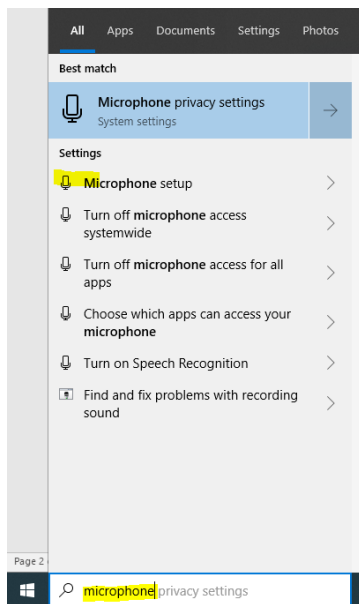 All Apps Documents Settings Photos
Best match
Microphone privacy settings
System settings
Settings
Microphone setup
Turn off microphone access
systemwide
Turn off microphone access for all
apps
Choose which apps can access your
microphone
Turn on Speech Recognition
Find and fix problems with recording
sound
Page 2
microphone privacy settings